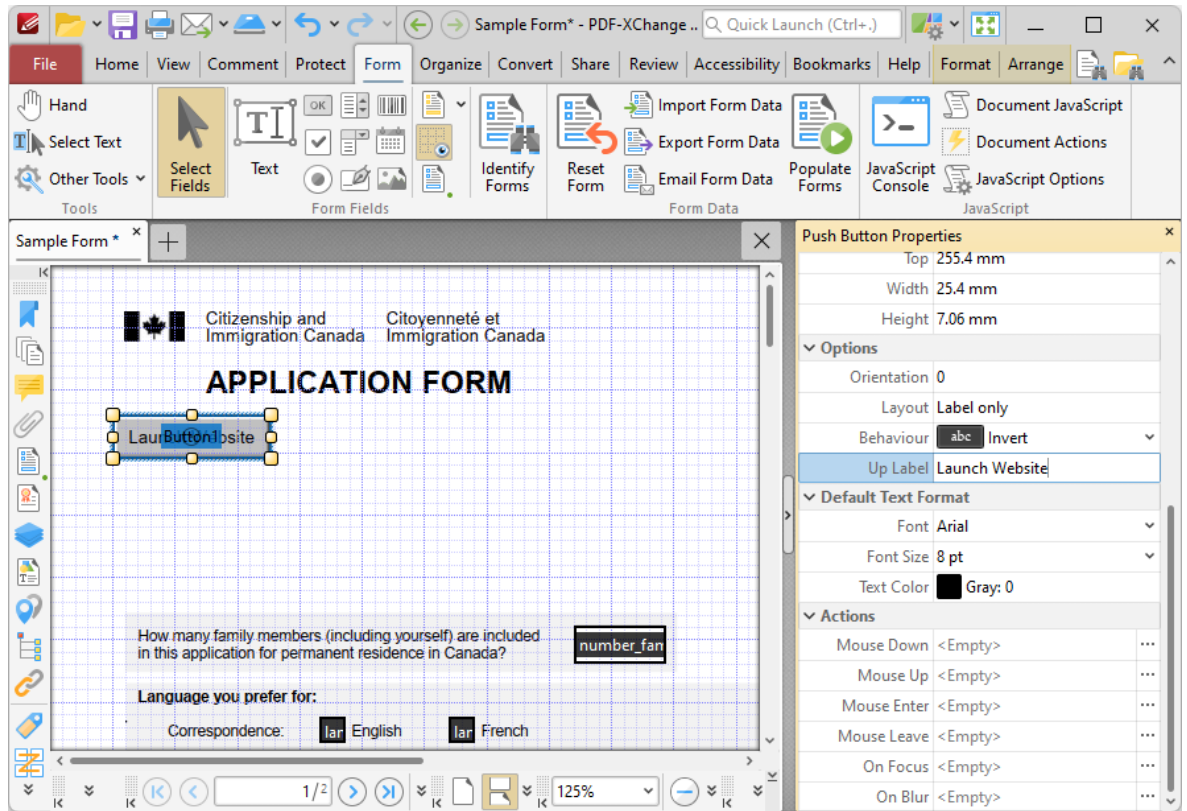 Sample Form* - PDF-XChange ..
Quick Launch (Ctrl+.)
File Home View Comment Protect Form Organize Convert Share Review Accessibility Bookmarks Help Format Arrange
Hand
Select Text
Other Tools
Tools
Select Fields
Text
OK
Form Fields
Identify Forms
Reset Form
Import Form Data
Export Form Data
Email Form Data
Populate Forms
Form Data
JavaScript Console
Document JavaScript
Document Actions
JavaScript Options
JavaScript
Sample Form *
Citizenship and Immigration Canada
Citoyenneté et Immigration Canada
APPLICATION FORM
Button1
How many family members (including yourself) are included
in this application for permanent residence in Canada?
number_fam
Language you prefer for:
Correspondence: lar English lar French
1/2
125%
Push Button Properties
Top 255.4 mm
Width 25.4 mm
Height 7.06 mm
Options
Orientation 0
Layout Label only
Behaviour abc Invert
Up Label Launch Website
Default Text Format
Font Arial
Font Size 8 pt
Text Color Gray: 0
Actions
Mouse Down <Empty> ...
Mouse Up <Empty> ...
Mouse Enter <Empty> ...
Mouse Leave <Empty> ...
On Focus <Empty> ...
On Blur <Empty> ...